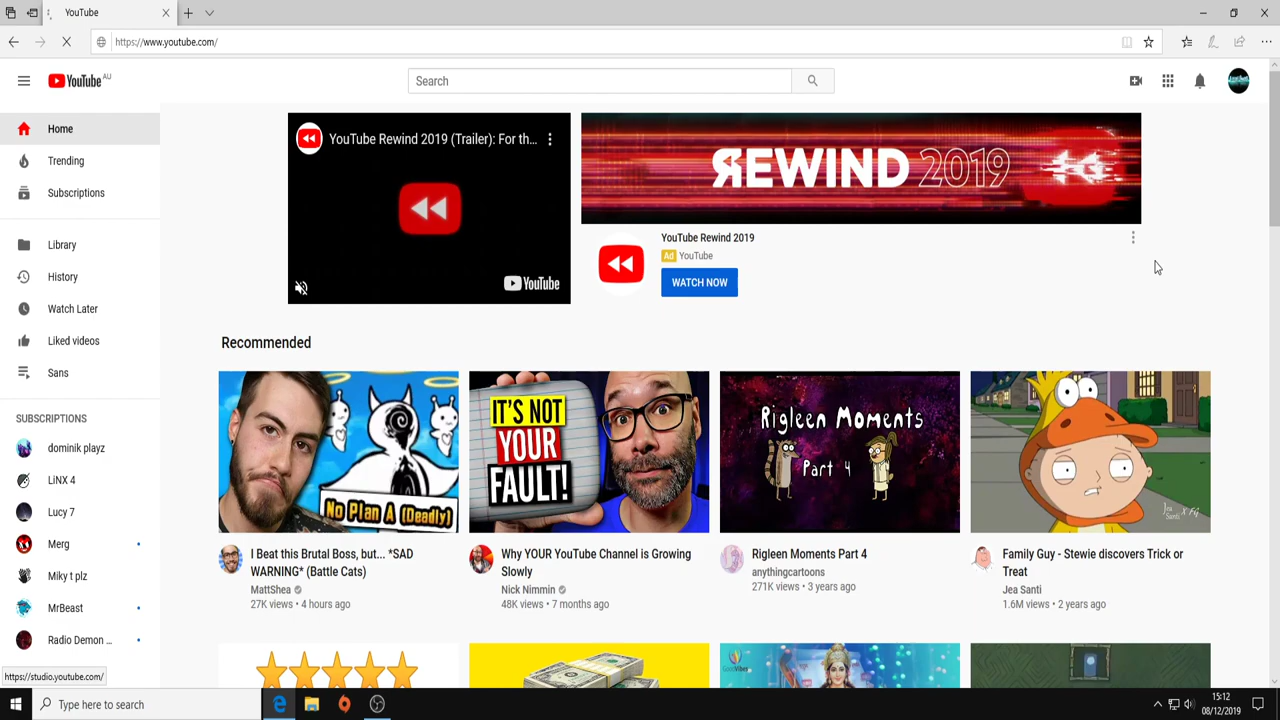 YouTube
https://www.youtube.com/
YouTube AU
Search
Home
Trending
Subscriptions
Library
History
Watch Later
Liked videos
Sans
SUBSCRIPTIONS
dominik playz
LiNX 4
Lucy 7
Merg
Miky t plz
MrBeast
Radio Demon ...
https://studio.youtube.com/
YouTube Rewind 2019 (Trailer): For th...
YouTube
REWIND 2019
YouTube Rewind 2019
Ad YouTube
WATCH NOW
Recommended
No Plan A (Deadly)
I Beat this Brutal Boss, but... *SAD
WARNING* (Battle Cats)
MattShea
27K views • 4 hours ago
IT'S NOT
YOUR
FAULT!
Why YOUR YouTube Channel is Growing
Slowly
Nick Nimmin
48K views • 7 months ago
Rigleen Moments
Part 4
Rigleen Moments Part 4
anythingcartoons
271K views • 3 years ago
Jea
Santi X FG
Family Guy - Stewie discovers Trick or
Treat
Jea Santi
1.6M views • 2 years ago
GoodVibes
Type here to search
15:12
08/12/2019